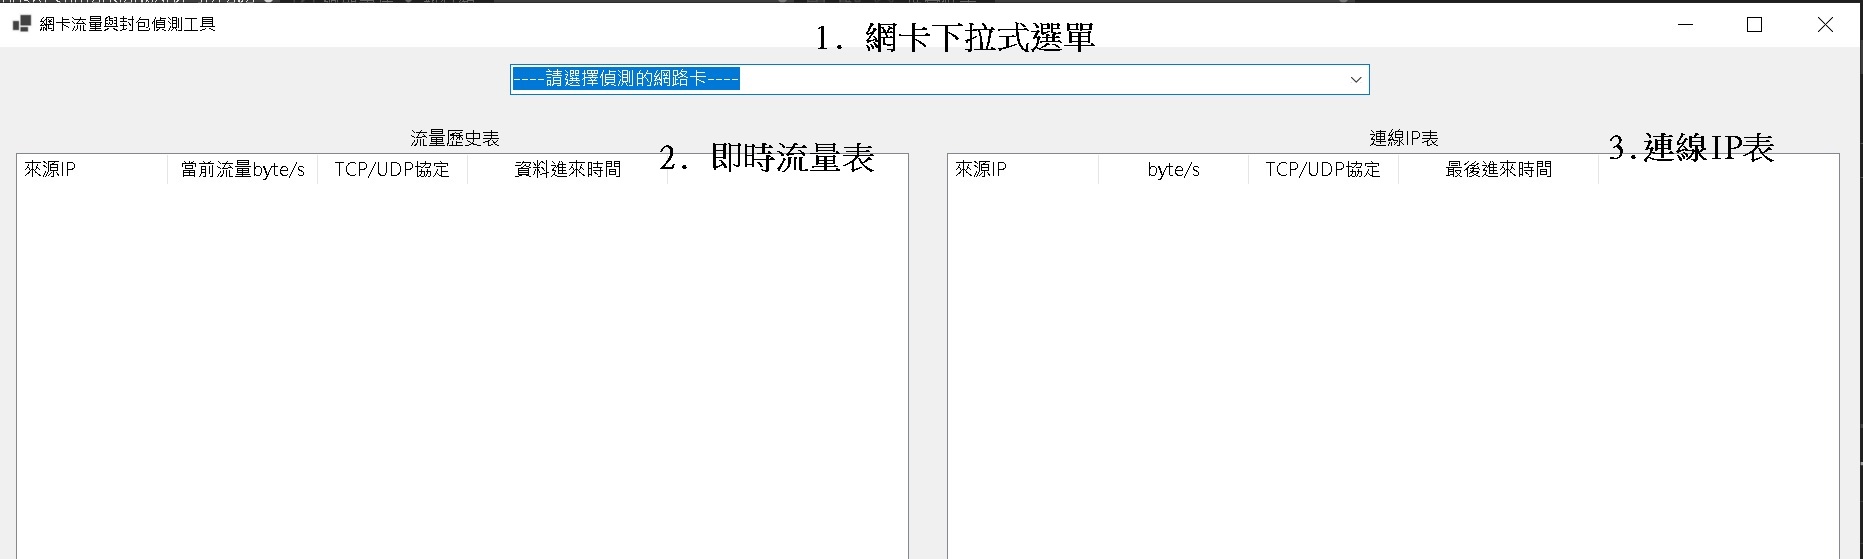 網卡流量與封包偵測工具
1. 網卡下拉式選單
----請選擇偵測的網路卡----
流量歷史表
2. 即時流量表
來源IP 當前流量byte/s TCP/UDP協定 資料進來時間
連線IP表
3.連線IP表
來源IP byte/s TCP/UDP協定 最後進來時間